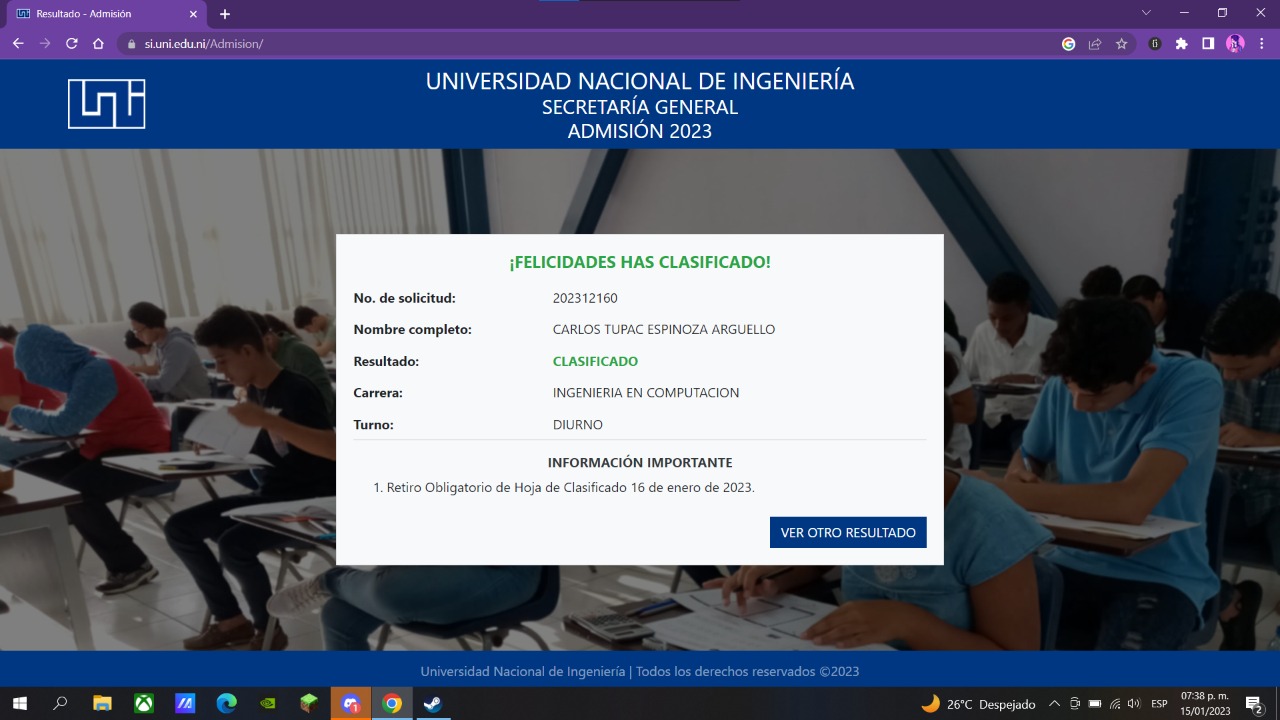 Resultado - Admisión
si.uni.edu.ni/Admision/
uni
UNIVERSIDAD NACIONAL DE INGENIERÍA
SECRETARÍA GENERAL
ADMISIÓN 2023
¡FELICIDADES HAS CLASIFICADO!
No. de solicitud: 202312160
Nombre completo: CARLOS TUPAC ESPINOZA ARGUELLO
Resultado: CLASIFICADO
Carrera: INGENIERIA EN COMPUTACION
Turno: DIURNO
INFORMACIÓN IMPORTANTE
1. Retiro Obligatorio de Hoja de Clasificado 16 de enero de 2023.
VER OTRO RESULTADO
Universidad Nacional de Ingeniería | Todos los derechos reservados ©2023
26°C Despejado
ESP
07:38 p. m.
15/01/2023
2
1